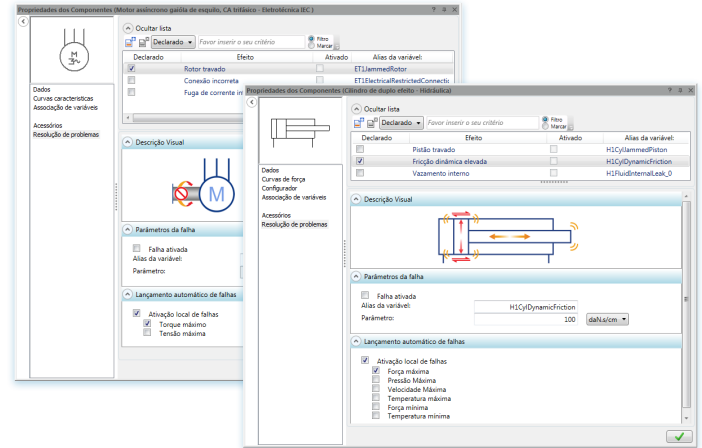 Propriedades dos Componentes (Motor assíncrono gaióla de esquilo, CA trifásico - Eletrotécnica IEC )
Ocultar lista
Declarado
Favor inserir o seu critério
Filtro
Marcar
Declarado Efeito Ativado Alias da variável:
Rotor travado ET1JammedRotor
Conexão incorreta ET1ElectricalRestrictedConnectic
Fuga de corrente in
M
3~
Dados
Curvas características
Associação de variáveis
Acessórios
Resolução de problemas
Descrição Visual
M
Parâmetros da falha
Falha ativada
Alias da variável:
Parâmetro:
Lançamento automático de falhas
Ativação local de falhas
Torque máximo
Tensão máxima
Propriedades dos Componentes (Cilindro de duplo efeito - Hidráulica)
Ocultar lista
Declarado
Favor inserir o seu critério
Filtro
Marcar
Declarado Efeito Ativado Alias da variável:
Pistão travado H1CylJammedPiston
Fricção dinâmica elevada H1CylDynamicFriction
Vazamento interno H1FluidInternalLeak_0
Dados
Curvas de força
Configurador
Associação de variáveis
Acessórios
Resolução de problemas
Descrição Visual
Parâmetros da falha
Falha ativada
Alias da variável: H1CylDynamicFriction
Parâmetro: 100 daN.s/cm
Lançamento automático de falhas
Ativação local de falhas
Força máxima
Pressão Máxima
Velocidade Máxima
Temperatura máxima
Força mínima
Temperatura mínima